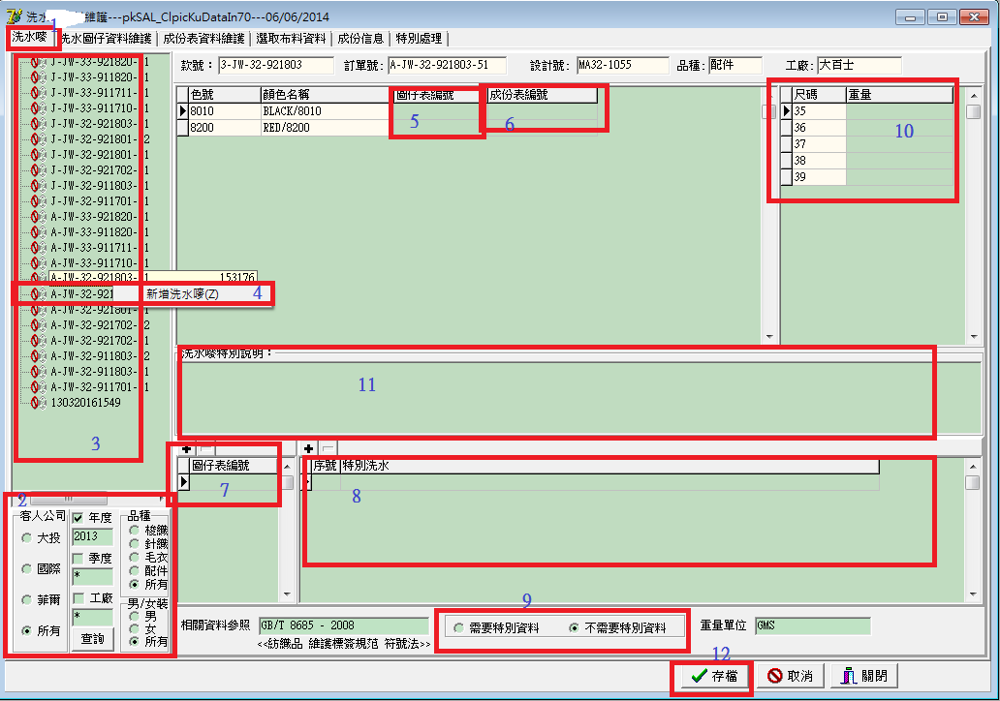 洗水 維護---pkSAL_ClpicKuDataIn70---06/06/2014
1
洗水嘜 洗水圖仔資料維護 成份表資料維護 選取布料資料 成份信息 特別處理
款號： 3-JW-32-921803 訂單號： A-JW-32-921803-51 設計號： MA32-1055 品種： 配件 工廠： 大百士
J-JW-33-921820- 1
J-JW-33-911820- 1
J-JW-33-911711- 1
J-JW-33-911710- 1
J-JW-32-921803- 1
J-JW-32-921801- 2
J-JW-32-921801- 1
J-JW-32-921702- 1
J-JW-32-911803- 1
J-JW-32-911701- 1
A-JW-33-921820- 1
A-JW-33-911820- 1
A-JW-33-911711- 1
A-JW-33-911710- 1
A-JW-32-921803- 1 153176
A-JW-32-921 新增洗水嘜(Z) 4
A-JW-32-921801- 1
A-JW-32-921702- 2
A-JW-32-921702- 1
A-JW-32-911803- 2
A-JW-32-911803- 1
A-JW-32-911701- 1
130320161549
3
色號 顏色名稱 圖仔表編號 成份表編號
8010 BLACK/8010
8200 RED/8200
5 6
尺碼 重量
35
36
37
38
39
10
洗水嘜特別說明：
11
圖仔表編號
7
序號 特別洗水
8
2
客人公司
大投
國際
菲爾
所有
年度
2013
季度
*
工廠
*
查詢
品種
梭織
針織
毛衣
配件
所有
男/女裝
男
女
所有
相關資料參照 GB/T 8685 - 2008
<<紡織品 維護標簽規范 符號法>>
9
需要特別資料 不需要特別資料
重量單位 GMS
12
存檔 取消 關閉